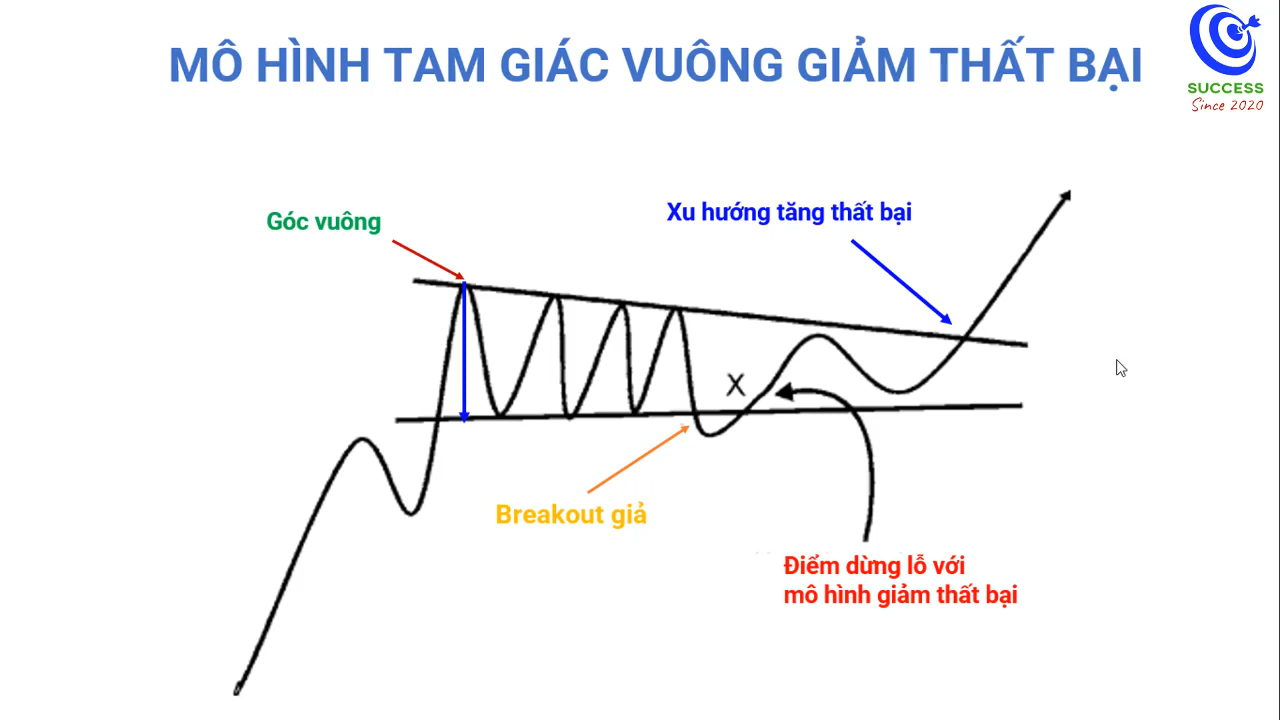 MÔ HÌNH TAM GIÁC VUÔNG GIẢM THẤT BẠI
SUCCESS
Since 2020
Góc vuông
Xu hướng tăng thất bại
X
Breakout giả
Điểm dừng lỗ với
mô hình giảm thất bại